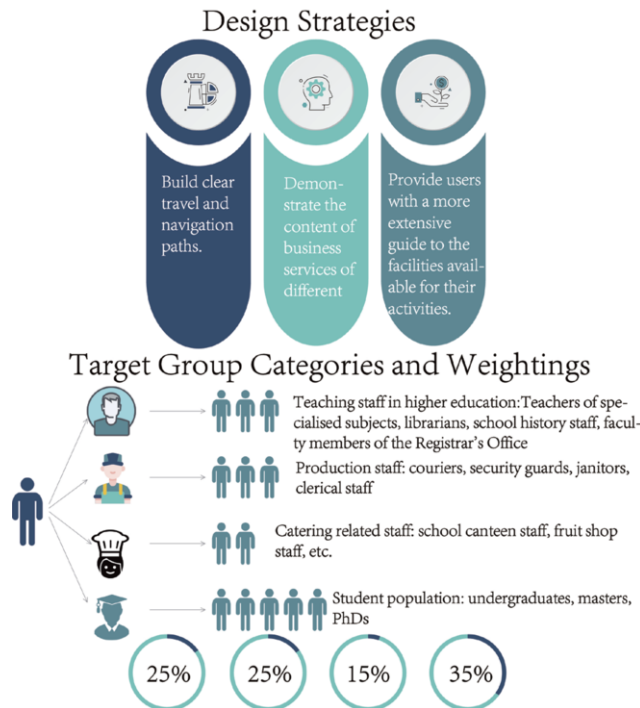 Design Strategies
Build clear
travel and
navigation
paths.
Demon-
strate the
content of
business
services of
different
Provide users
with a more
extensive
guide to the
facilities avail-
able for their
activities.
Target Group Categories and Weightings
Teaching staff in higher education:Teachers of spe-
cialised subjects, librarians, school history staff, facul-
ty members of the Registrar's Office
Production staff: couriers, security guards, janitors,
clerical staff
Catering related staff: school canteen staff, fruit shop
staff, etc.
Student population: undergraduates, masters,
PhDs
25%
25%
15%
35%